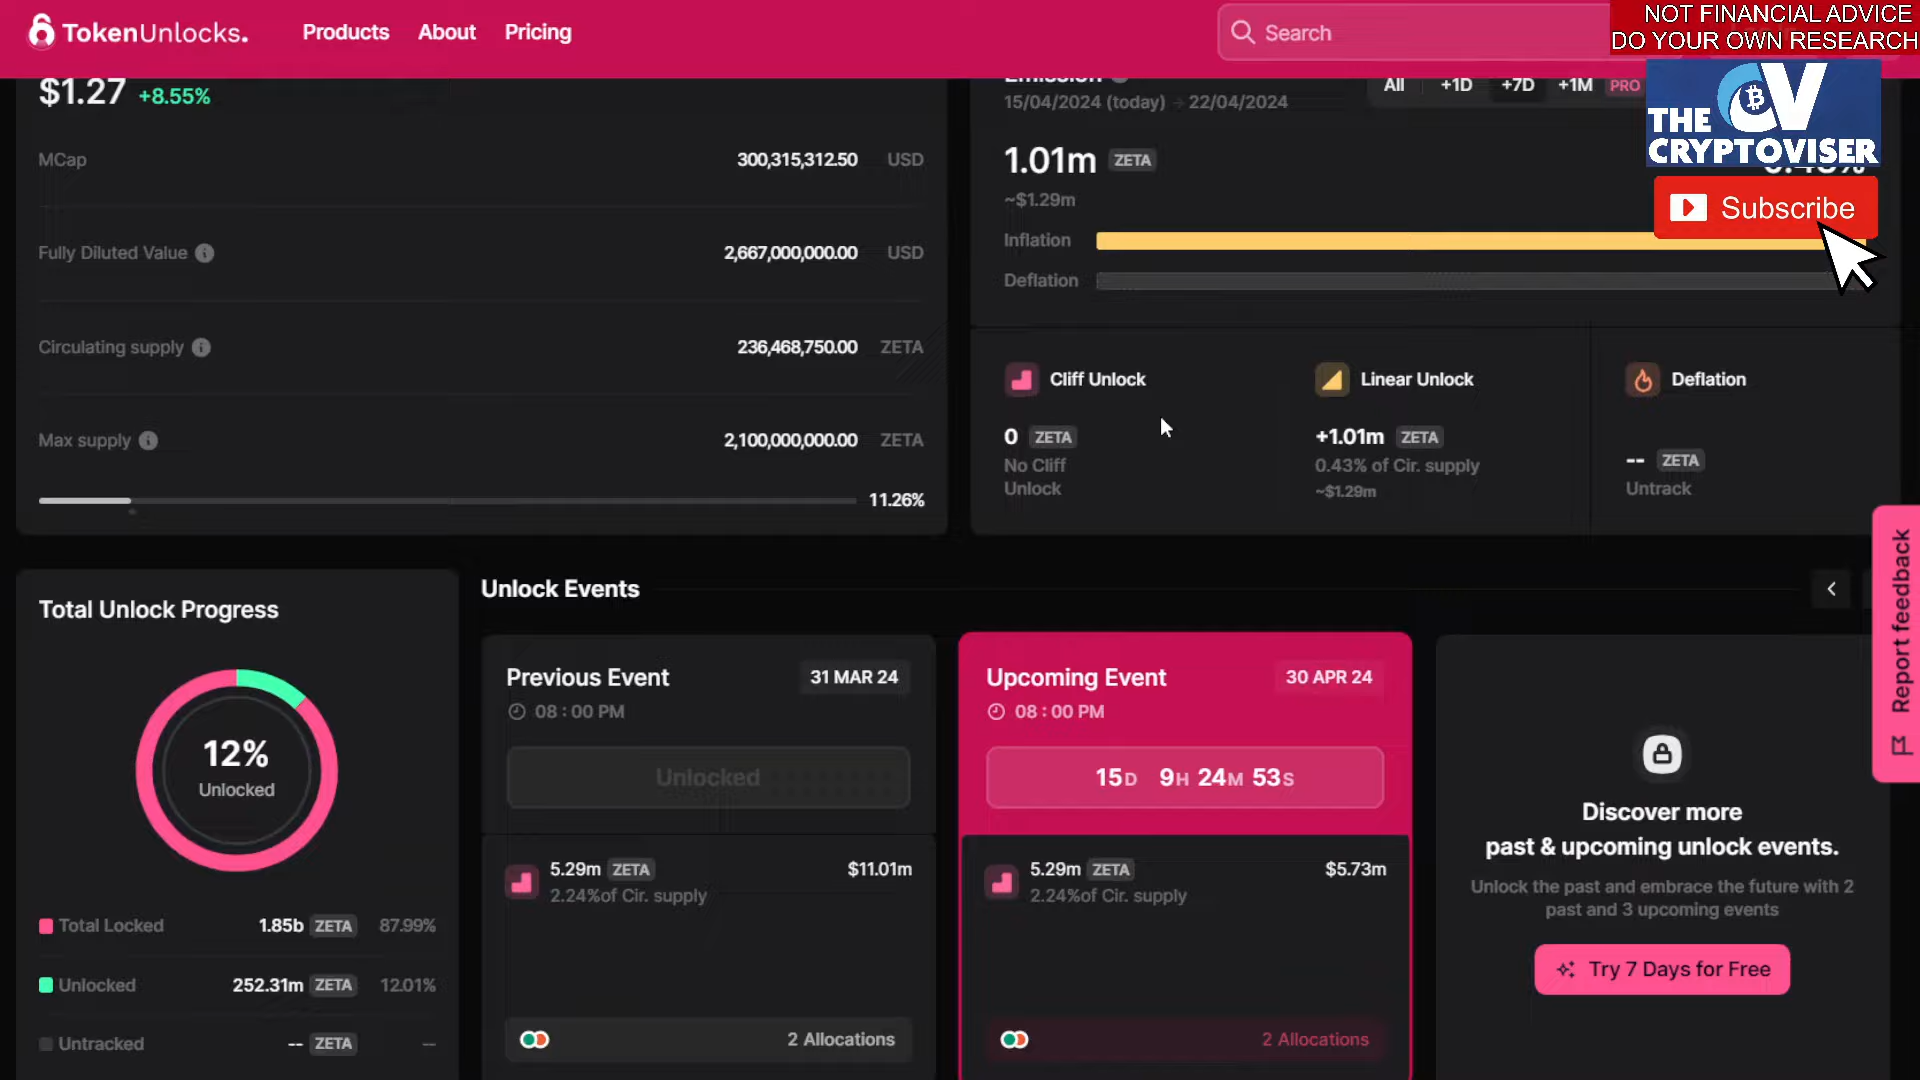 NOT FINANCIAL ADVICE
DO YOUR OWN RESEARCH
TokenUnlocks.
Products About Pricing
Search
$1.27 +8.55%
MCap 300,315,312.50 USD
Fully Diluted Value 2,667,000,000.00 USD
Circulating supply 236,468,750.00 ZETA
Max supply 2,100,000,000.00 ZETA
11.26%
Emission
15/04/2024 (today) 22/04/2024
All +1D +7D +1M PRO
THE CV
CRYPTOVISER
Subscribe
1.01m ZETA
~$1.29m
Inflation
Deflation
Cliff Unlock
0 ZETA
No Cliff
Unlock
Linear Unlock
+1.01m ZETA
0.43% of Cir. supply
~$1.29m
Deflation
-- ZETA
Untrack
Report feedback
Total Unlock Progress
12%
Unlocked
Total Locked 1.85b ZETA 87.99%
Unlocked 252.31m ZETA 12.01%
Untracked -- ZETA --
Unlock Events
Previous Event 31 MAR 24
08 : 00 PM
Unlocked
5.29m ZETA $11.01m
2.24%of Cir. supply
2 Allocations
Upcoming Event 30 APR 24
08 : 00 PM
15D 9H 24M 53S
5.29m ZETA $5.73m
2.24%of Cir. supply
2 Allocations
Discover more
past & upcoming unlock events.
Unlock the past and embrace the future with 2
past and 3 upcoming events
Try 7 Days for Free